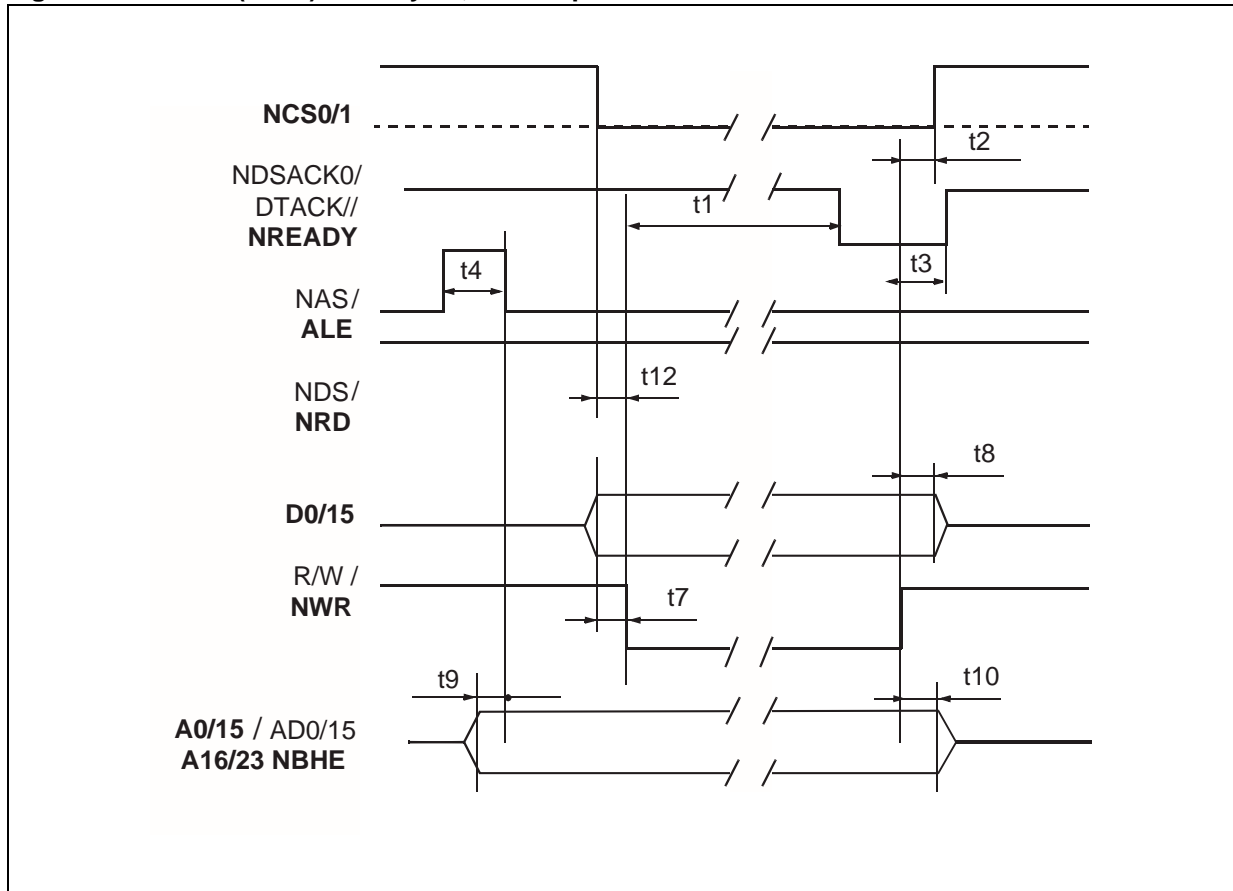 NCS0/1
t2
NDSACK0/
DTACK//
NREADY
t1
t3
t4
NAS/
ALE
t12
NDS/
NRD
t8
D0/15
R/W /
NWR
t7
t9
t10
A0/15 / AD0/15
A16/23 NBHE